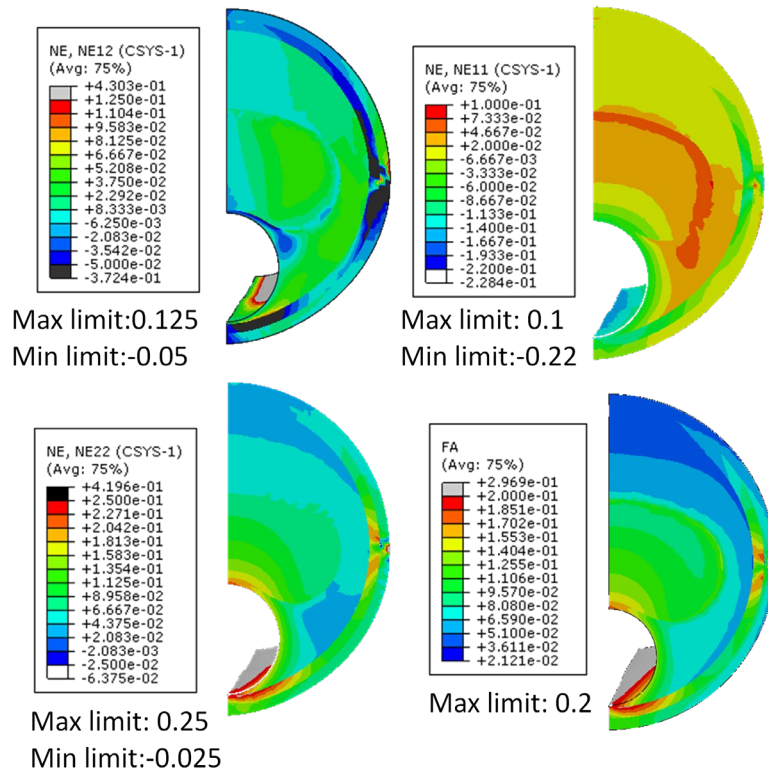 NE, NE12 (CSYS-1)
(Avg: 75%)
+4.303e-01
+1.250e-01
+1.104e-01
+9.583e-02
+8.125e-02
+6.667e-02
+5.208e-02
+3.750e-02
+2.292e-02
+8.333e-03
-6.250e-03
-2.083e-02
-3.542e-02
-5.000e-02
-3.724e-01
Max limit:0.125
Min limit:-0.05
NE, NE11 (CSYS-1)
(Avg: 75%)
+1.000e-01
+7.333e-02
+4.667e-02
+2.000e-02
-6.667e-03
-3.333e-02
-6.000e-02
-8.667e-02
-1.133e-01
-1.400e-01
-1.667e-01
-1.933e-01
-2.200e-01
-2.284e-01
Max limit: 0.1
Min limit:-0.22
NE, NE22 (CSYS-1)
(Avg: 75%)
+4.196e-01
+2.500e-01
+2.271e-01
+2.042e-01
+1.813e-01
+1.583e-01
+1.354e-01
+1.125e-01
+8.958e-02
+6.667e-02
+4.375e-02
+2.083e-02
-2.083e-03
-2.500e-02
-6.375e-02
Max limit: 0.25
Min limit:-0.025
FA
(Avg: 75%)
+2.969e-01
+2.000e-01
+1.851e-01
+1.702e-01
+1.553e-01
+1.404e-01
+1.255e-01
+1.106e-01
+9.570e-02
+8.080e-02
+6.590e-02
+5.100e-02
+3.611e-02
+2.121e-02
Max limit: 0.2